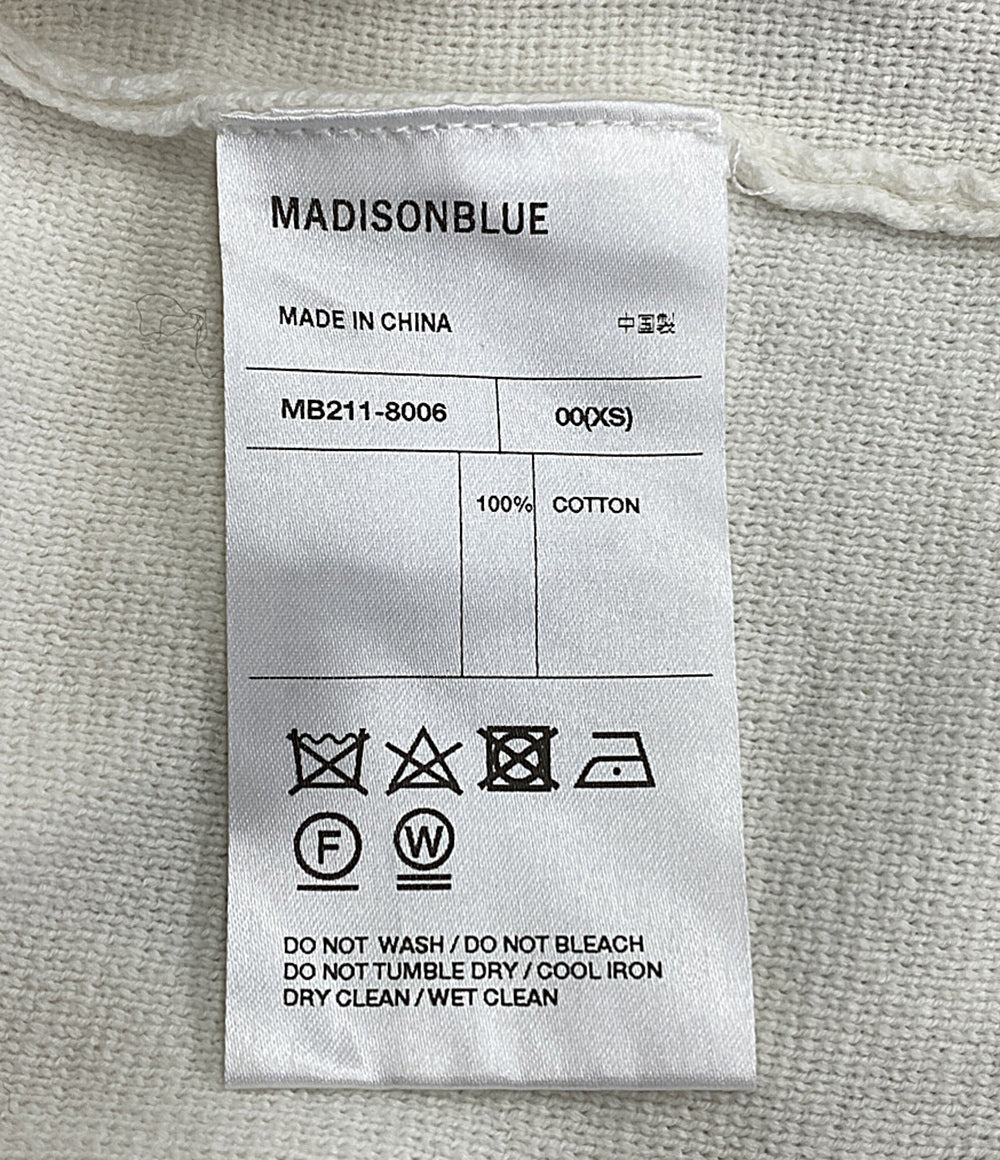 MADISONBLUE
MADE IN CHINA 中国製
MB211-8006 00(XS)
100% COTTON
F W
DO NOT WASH / DO NOT BLEACH
DO NOT TUMBLE DRY / COOL IRON
DRY CLEAN / WET CLEAN